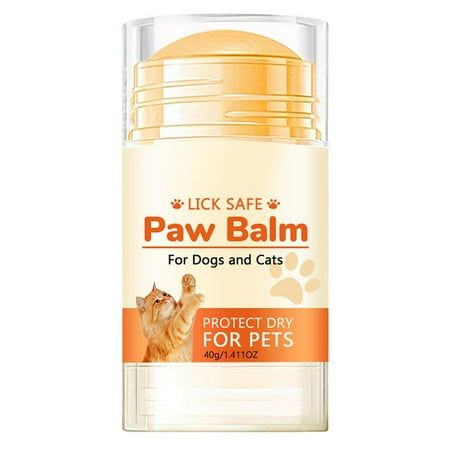 LICK SAFE
Paw Balm
For Dogs and Cats
PROTECT DRY
FOR PETS
40g/1.411OZ